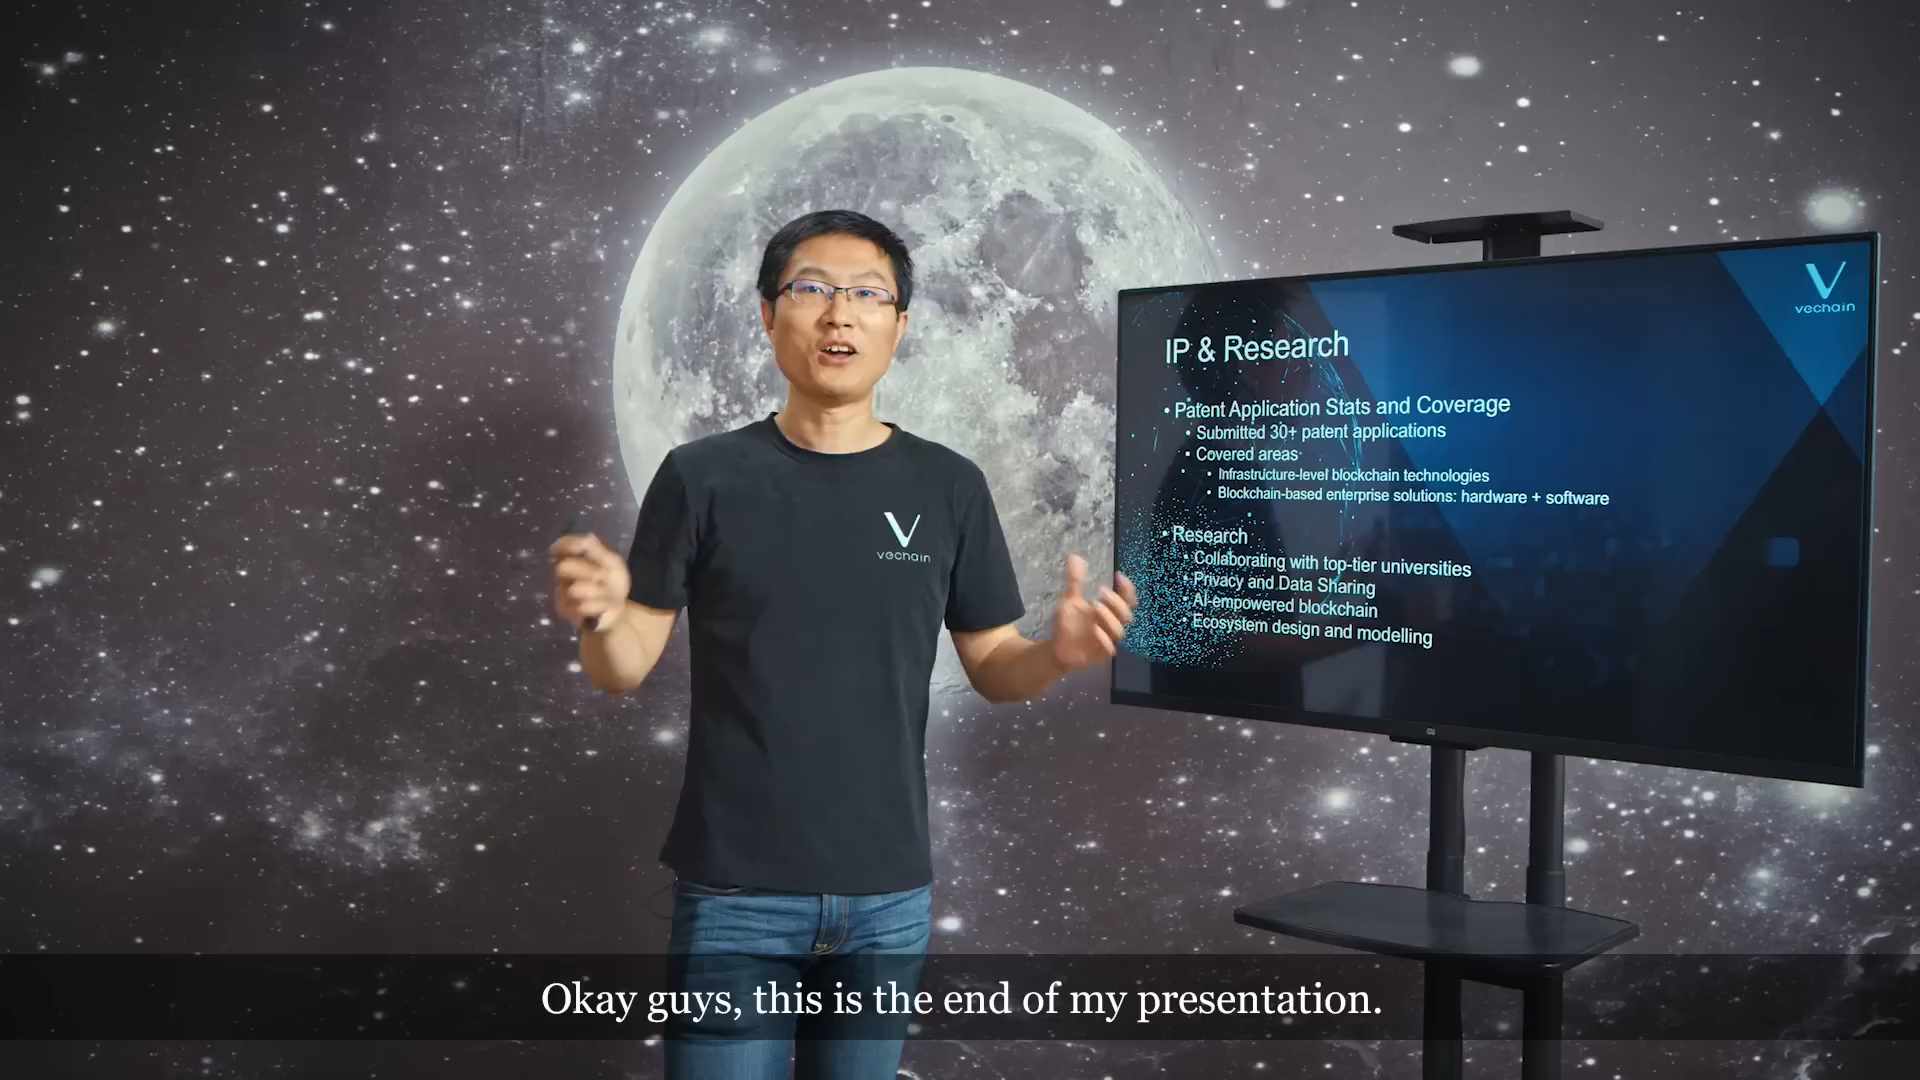 vechain
IP & Research
• Patent Application Stats and Coverage
• Submitted 30+ patent applications
• Covered areas
• Infrastructure-level blockchain technologies
• Blockchain-based enterprise solutions: hardware + software
• Research
• Collaborating with top-tier universities
• Privacy and Data Sharing
• AI-empowered blockchain
• Ecosystem design and modelling
vechain
mi
Okay guys, this is the end of my presentation.